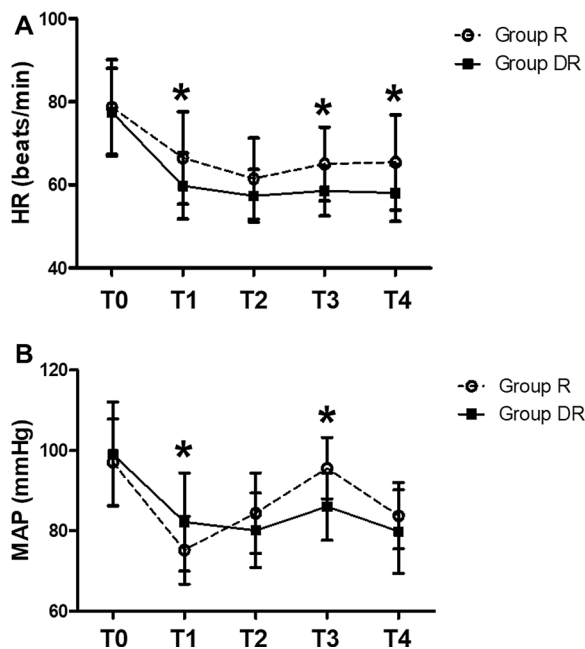 A
HR (beats/min)
100
80
60
40
* * *
T0 T1 T2 T3 T4
Group R
Group DR
B
MAP (mmHg)
120
100
80
60
* *
T0 T1 T2 T3 T4
Group R
Group DR